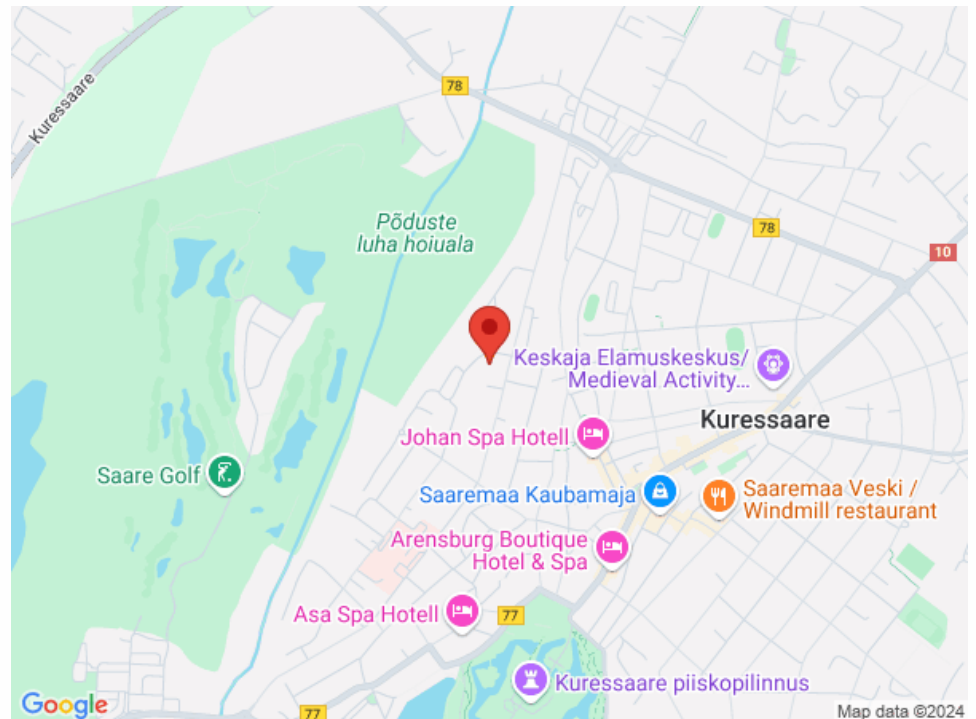 Kuressaare
78
Põduste
luha hoiuala
78
10
Keskaja Elamuskeskus/
Medieval Activity...
Kuressaare
Johan Spa Hotell
Saare Golf
Saaremaa Kaubamaja
Saaremaa Veski /
Windmill restaurant
Arensburg Boutique
Hotel & Spa
Asa Spa Hotell
77
Kuressaare piiskopilinnus
Google
77
Map data ©2024